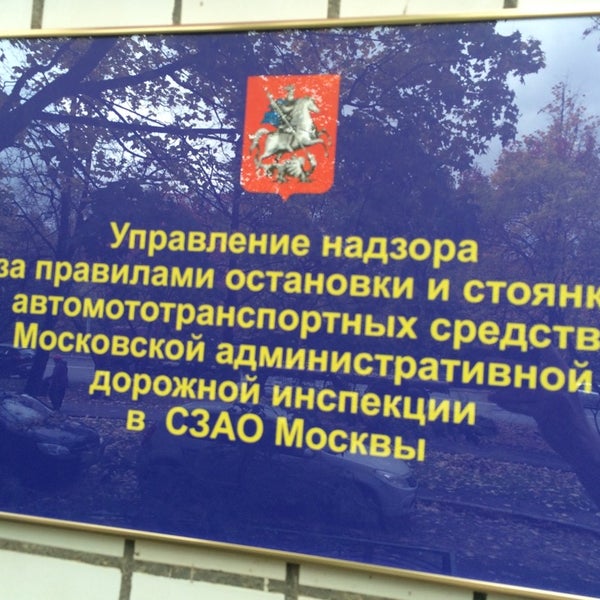 Управление надзора
за правилами остановки и стоянк
автомототранспортных средств
Московской административной
дорожной инспекции
в СЗАО Москвы